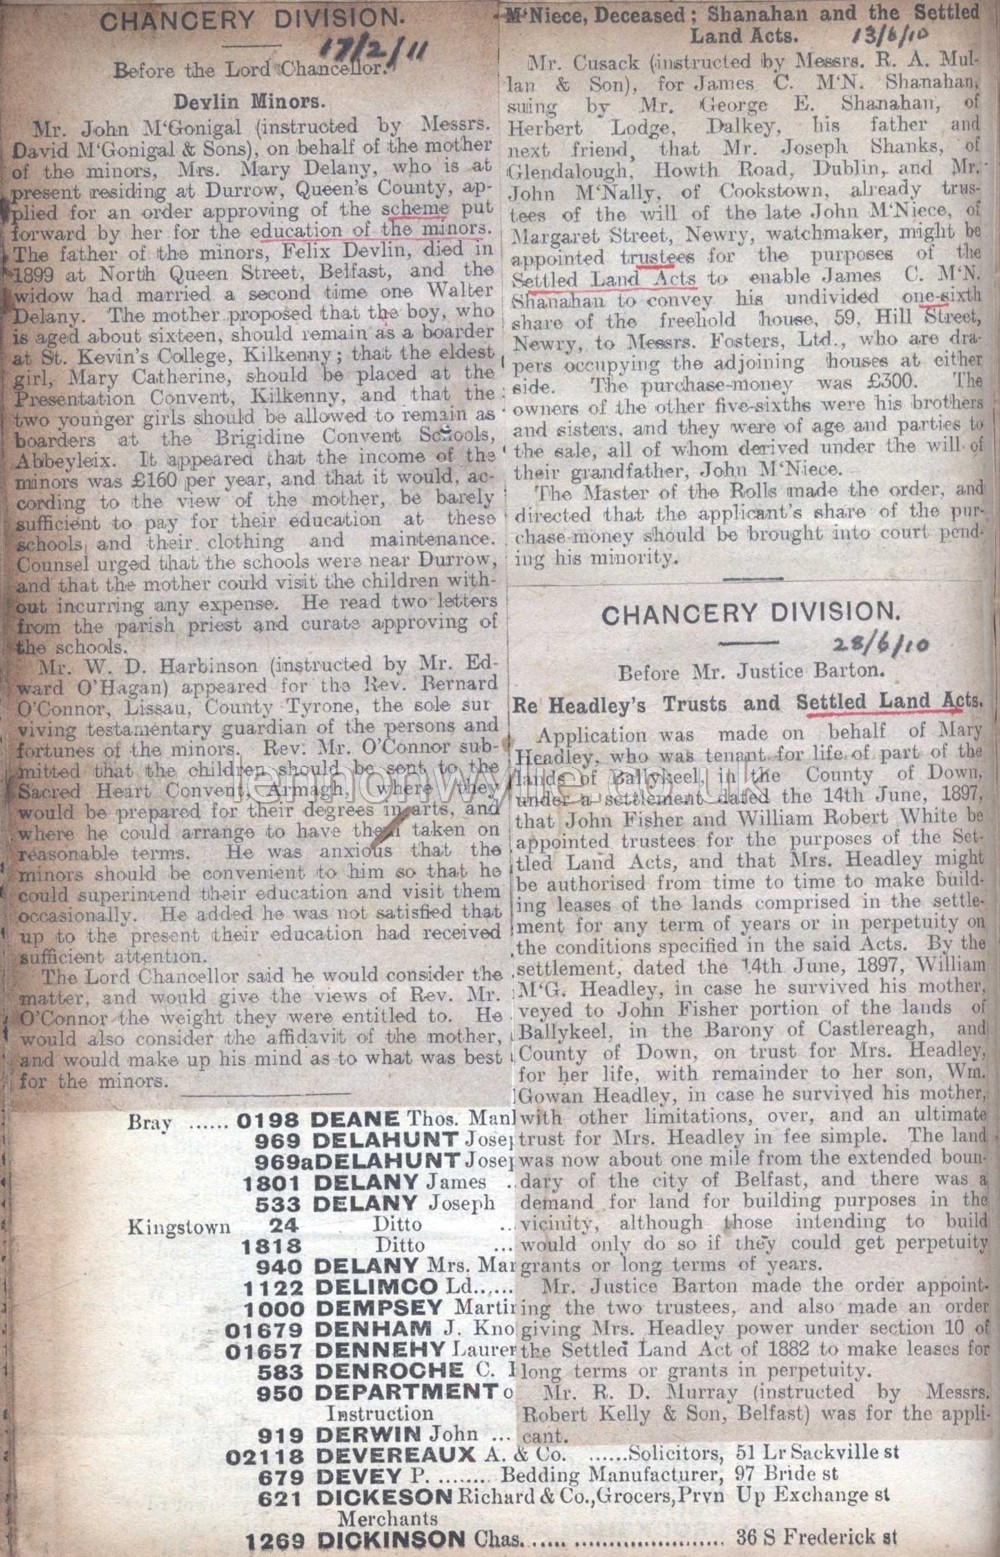 CHANCERY DIVISION.
17/2/11
Before the Lord Chancellor.
Devlin Minors.
Mr. John M'Gonigal (instructed by Messrs.
David M'Gonigal & Sons), on behalf of the mother
of the minors, Mrs. Mary Delany, who is at
present residing at Durrow, Queen's County, ap-
plied for an order approving of the scheme put
forward by her for the education of the minors.
The father of the minors, Felix Devlin, died in
1899 at North Queen Street, Belfast, and the
widow had married a second time one Walter
Delany. The mother proposed that the boy, who
is aged about sixteen, should remain as a boarder
at St. Kevin's College, Kilkenny; that the eldest
girl, Mary Catherine, should be placed at the
Presentation Convent, Kilkenny, and that the
two younger girls should be allowed to remain as
boarders at the Brigidine Convent Schools,
Abbeyleix. It appeared that the income of the
minors was £160 per year, and that it would, ac-
cording to the view of the mother, be barely
sufficient to pay for their education at these
schools and their clothing and maintenance.
Counsel urged that the schools were near Durrow,
and that the mother could visit the children with-
out incurring any expense. He read two letters
from the parish priest and curate approving of
the schools.
Mr. W. D. Harbinson (instructed by Mr. Ed-
ward O'Hagan) appeared for the Rev. Bernard
O'Connor, Lissau, County Tyrone, the sole sur
viving testamentary guardian of the persons and
fortunes of the minors. Rev. Mr. O'Connor sub-
mitted that the children should be sent to the
Sacred Heart Convent, Armagh, where they
would be prepared for their degrees in arts, and
where he could arrange to have them taken on
reasonable terms. He was anxious that the
minors should be convenient to him so that he
could superintend their education and visit them
occasionally. He added he was not satisfied that
up to the present their education had received
sufficient attention.
The Lord Chancellor said he would consider the
matter, and would give the views of Rev. Mr.
O'Connor the weight they were entitled to. He
would also consider the affidavit of the mother,
and would make up his mind as to what was best
for the minors.
M'Niece, Deceased; Shanahan and the Settled
Land Acts. 13/6/10
Mr. Cusack (instructed by Messrs. R. A. Mul-
lan & Son), for James C. M'N. Shanahan,
suing by Mr. George E. Shanahan, of
Herbert Lodge, Dalkey, his father and
next friend, that Mr. Joseph Shanks, of
Glendalough, Howth Road, Dublin, and Mr.
John M'Nally, of Cookstown, already trus-
tees of the will of the late John M'Niece, of
Margaret Street, Newry, watchmaker, might be
appointed trustees for the purposes of the
Settled Land Acts to enable James C. M'N.
Shanahan to convey his undivided one-sixth
share of the freehold house, 59, Hill Street,
Newry, to Messrs. Fosters, Ltd., who are dra-
pers occupying the adjoining houses at either
side. The purchase-money was £300. The
owners of the other five-sixths were his brothers
and sisters, and they were of age and parties to
the sale, all of whom derived under the will of
their grandfather, John M'Niece.
The Master of the Rolls made the order, and
directed that the applicant's share of the pur-
chase-money should be brought into court pend-
ing his minority.
CHANCERY DIVISION.
28/6/10
Before Mr. Justice Barton.
Re Headley's Trusts and Settled Land Acts.
Application was made on behalf of Mary
Headley, who was tenant for life of part of the
lands of Ballykeel, in the County of Down,
under a settlement dated the 14th June, 1897,
that John Fisher and William Robert White be
appointed trustees for the purposes of the Set-
tled Land Acts, and that Mrs. Headley might
be authorised from time to time to make build-
ing leases of the lands comprised in the settle-
ment for any term of years or in perpetuity on
the conditions specified in the said Acts. By the
settlement, dated the 14th June, 1897, William
M'G. Headley, in case he survived his mother,
veyed to John Fisher portion of the lands of
Ballykeel, in the Barony of Castlereagh, and
County of Down, on trust for Mrs. Headley,
for her life, with remainder to her son, Wm.
Gowan Headley, in case he survived his mother,
with other limitations, over, and an ultimate
trust for Mrs. Headley in fee simple. The land
was now about one mile from the extended boun-
dary of the city of Belfast, and there was a
demand for land for building purposes in the
vicinity, although those intending to build
would only do so if they could get perpetuity
grants or long terms of years.
Mr. Justice Barton made the order appoint-
ing the two trustees, and also made an order
giving Mrs. Headley power under section 10 of
the Settled Land Act of 1882 to make leases for
long terms or grants in perpetuity.
Mr. R. D. Murray (instructed by Messrs.
Robert Kelly & Son, Belfast) was for the appli-
cant.
Bray ...... 0198 DEANE Thos. Manl
969 DELAHUNT Josep
969a DELAHUNT Josep
1801 DELANY James ..
533 DELANY Joseph
Kingstown 24 Ditto ..
1818 Ditto ...
940 DELANY Mrs. Mar
1122 DELIMCO Ld.......
1000 DEMPSEY Martin
01679 DENHAM J. Kno
01657 DENNEHY Lauren
583 DENROCHE C. 
950 DEPARTMENT o
Instruction
919 DERWIN John ...
02118 DEVEREAUX A. & Co. ......Solicitors, 51 Lr Sackville st
679 DEVEY P. ........ Bedding Manufacturer, 97 Bride st
621 DICKESON Richard & Co.,Grocers,Prvn Up Exchange st
Merchants
1269 DICKINSON Chas. ........................... 36 S Frederick st
lennonwylie.co.uk